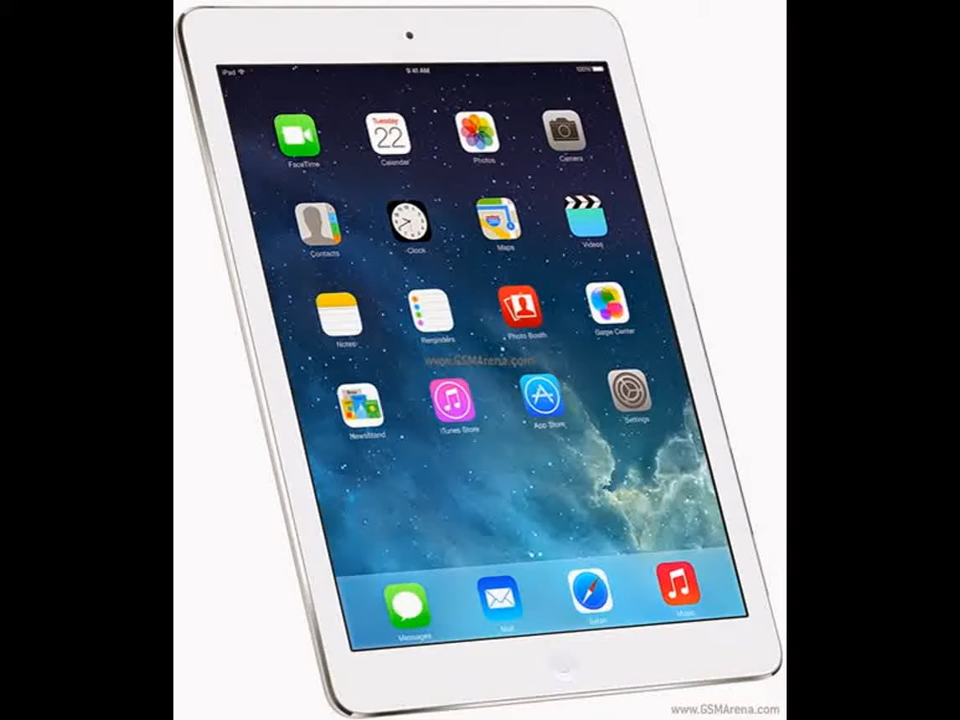 iPad
9:41 AM
100%
Tuesday
22
FaceTime
Calendar
Photos
Camera
Contacts
Clock
Maps
Videos
Notes
Reminders
Photo Booth
Game Center
www.GSMArena.com
Newsstand
iTunes Store
App Store
Settings
Messages
Mail
Safari
Music
www.GSMArena.com